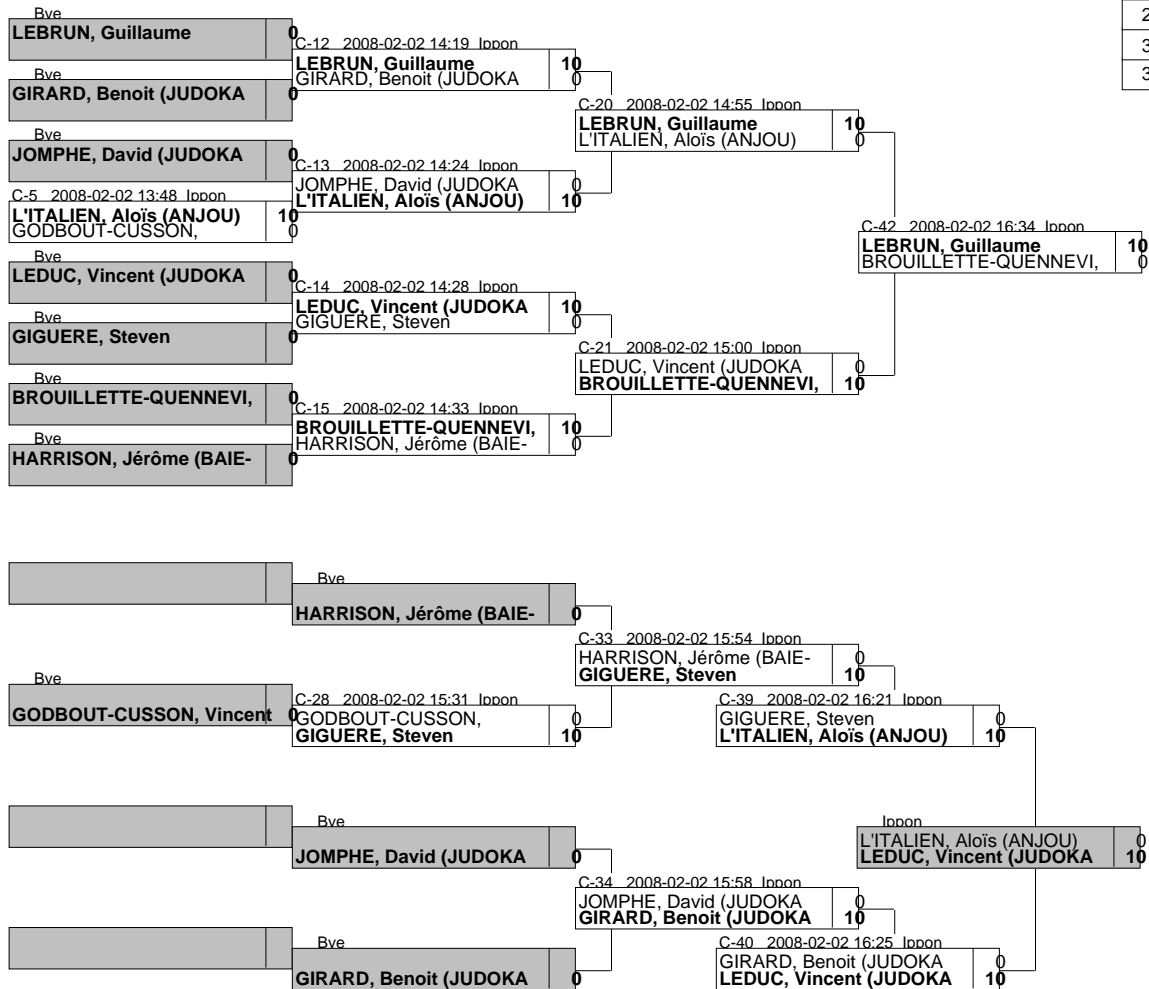 Bye
LEBRUN, Guillaume 0
Bye
GIRARD, Benoit (JUDOKA 0
Bye
JOMPHE, David (JUDOKA 0
C-5 2008-02-02 13:48 Ippon
L'ITALIEN, Aloïs (ANJOU) 10
GODBOUT-CUSSON, 0
Bye
LEDUC, Vincent (JUDOKA 0
Bye
GIGUERE, Steven 0
Bye
BROUILLETTE-QUENNEVI, 0
Bye
HARRISON, Jérôme (BAIE- 0
C-12 2008-02-02 14:19 Ippon
LEBRUN, Guillaume 10
GIRARD, Benoit (JUDOKA 0
C-13 2008-02-02 14:24 Ippon
JOMPHE, David (JUDOKA 0
L'ITALIEN, Aloïs (ANJOU) 10
C-14 2008-02-02 14:28 Ippon
LEDUC, Vincent (JUDOKA 10
GIGUERE, Steven 0
C-15 2008-02-02 14:33 Ippon
BROUILLETTE-QUENNEVI, 10
HARRISON, Jérôme (BAIE- 0
C-20 2008-02-02 14:55 Ippon
LEBRUN, Guillaume 10
L'ITALIEN, Aloïs (ANJOU) 0
C-21 2008-02-02 15:00 Ippon
LEDUC, Vincent (JUDOKA 0
BROUILLETTE-QUENNEVI, 10
C-42 2008-02-02 16:34 Ippon
LEBRUN, Guillaume 10
BROUILLETTE-QUENNEVI, 0
2
3
3
Bye
GODBOUT-CUSSON, Vincent 0
Bye
HARRISON, Jérôme (BAIE- 0
C-28 2008-02-02 15:31 Ippon
GODBOUT-CUSSON, 0
GIGUERE, Steven 10
Bye
JOMPHE, David (JUDOKA 0
Bye
GIRARD, Benoit (JUDOKA 0
C-33 2008-02-02 15:54 Ippon
HARRISON, Jérôme (BAIE- 0
GIGUERE, Steven 10
C-34 2008-02-02 15:58 Ippon
JOMPHE, David (JUDOKA 0
GIRARD, Benoit (JUDOKA 10
C-39 2008-02-02 16:21 Ippon
GIGUERE, Steven 0
L'ITALIEN, Aloïs (ANJOU) 10
C-40 2008-02-02 16:25 Ippon
GIRARD, Benoit (JUDOKA 0
LEDUC, Vincent (JUDOKA 10
Ippon
L'ITALIEN, Aloïs (ANJOU) 0
LEDUC, Vincent (JUDOKA 10